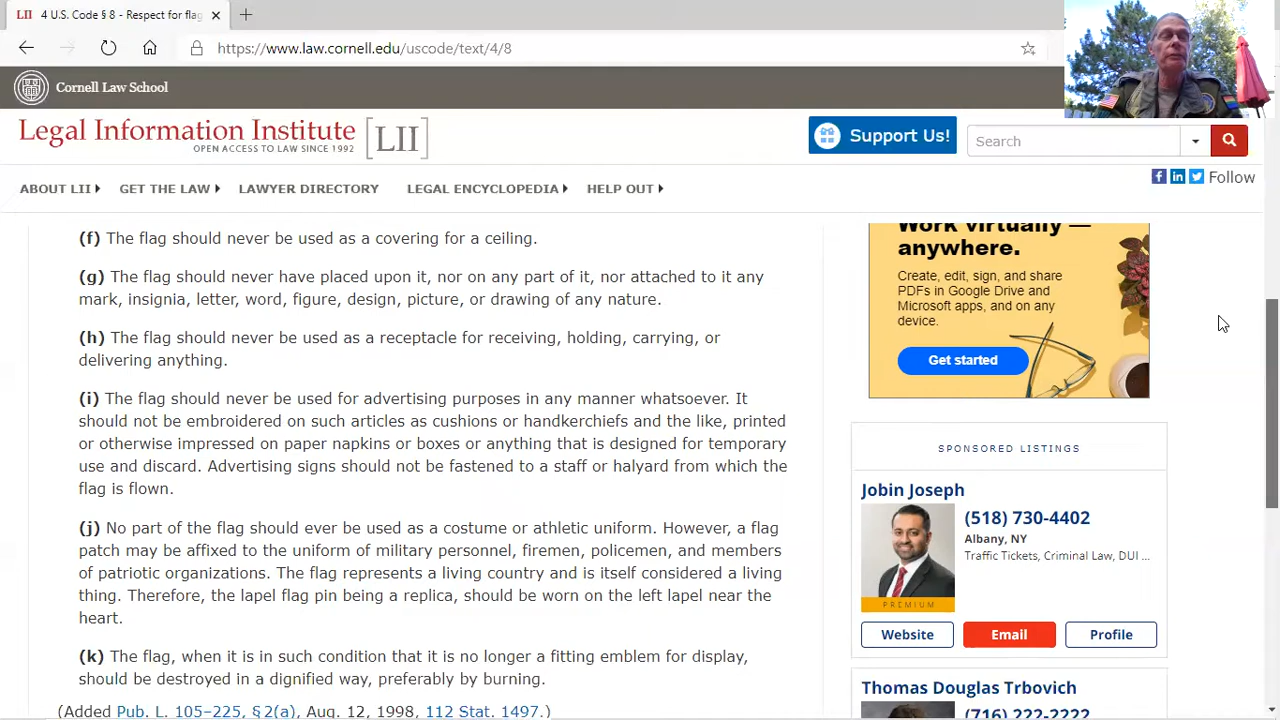 LII 4 U.S. Code § 8 - Respect for flag
https://www.law.cornell.edu/uscode/text/4/8
Cornell Law School
Legal Information Institute [LII]
OPEN ACCESS TO LAW SINCE 1992
Support Us!
Search
ABOUT LII GET THE LAW LAWYER DIRECTORY LEGAL ENCYCLOPEDIA HELP OUT
Follow
(f) The flag should never be used as a covering for a ceiling.
(g) The flag should never have placed upon it, nor on any part of it, nor attached to it any
mark, insignia, letter, word, figure, design, picture, or drawing of any nature.
(h) The flag should never be used as a receptacle for receiving, holding, carrying, or
delivering anything.
(i) The flag should never be used for advertising purposes in any manner whatsoever. It
should not be embroidered on such articles as cushions or handkerchiefs and the like, printed
or otherwise impressed on paper napkins or boxes or anything that is designed for temporary
use and discard. Advertising signs should not be fastened to a staff or halyard from which the
flag is flown.
(j) No part of the flag should ever be used as a costume or athletic uniform. However, a flag
patch may be affixed to the uniform of military personnel, firemen, policemen, and members
of patriotic organizations. The flag represents a living country and is itself considered a living
thing. Therefore, the lapel flag pin being a replica, should be worn on the left lapel near the
heart.
(k) The flag, when it is in such condition that it is no longer a fitting emblem for display,
should be destroyed in a dignified way, preferably by burning.
(Added Pub. L. 105–225, § 2(a), Aug. 12, 1998, 112 Stat. 1497.)
Work virtually —
anywhere.
Create, edit, sign, and share
PDFs in Google Drive and
Microsoft apps, and on any
device.
Get started
SPONSORED LISTINGS
Jobin Joseph
(518) 730-4402
Albany, NY
Traffic Tickets, Criminal Law, DUI ...
PREMIUM
Website Email Profile
Thomas Douglas Trbovich
(716) 222-2222